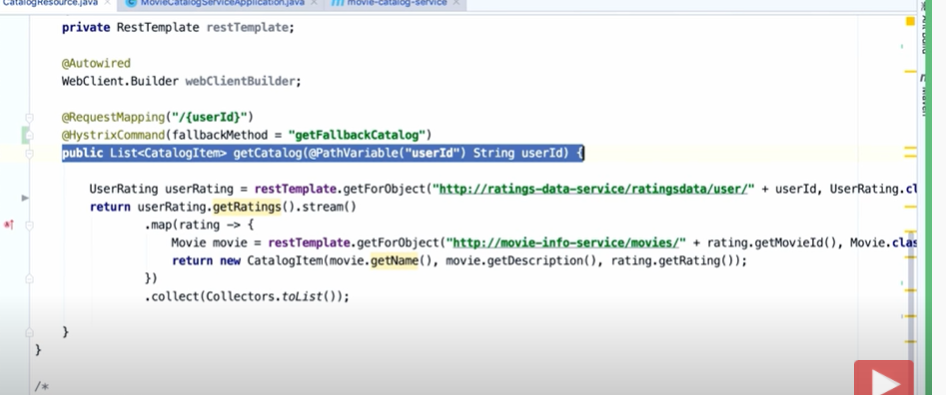 CatalogResource.java MovieCatalogServiceApplication.java movie-catalog-service
private RestTemplate restTemplate;
@Autowired
WebClient.Builder webClientBuilder;
@RequestMapping("/{userId}")
@HystrixCommand(fallbackMethod = "getFallbackCatalog")
public List<CatalogItem> getCatalog(@PathVariable("userId") String userId) {
UserRating userRating = restTemplate.getForObject("http://ratings-data-service/ratingsdata/user/" + userId, UserRating.cl
return userRating.getRatings().stream()
.map(rating -> {
Movie movie = restTemplate.getForObject("http://movie-info-service/movies/" + rating.getMovieId(), Movie.clas
return new CatalogItem(movie.getName(), movie.getDescription(), rating.getRating());
})
.collect(Collectors.toList());
}
}
/*